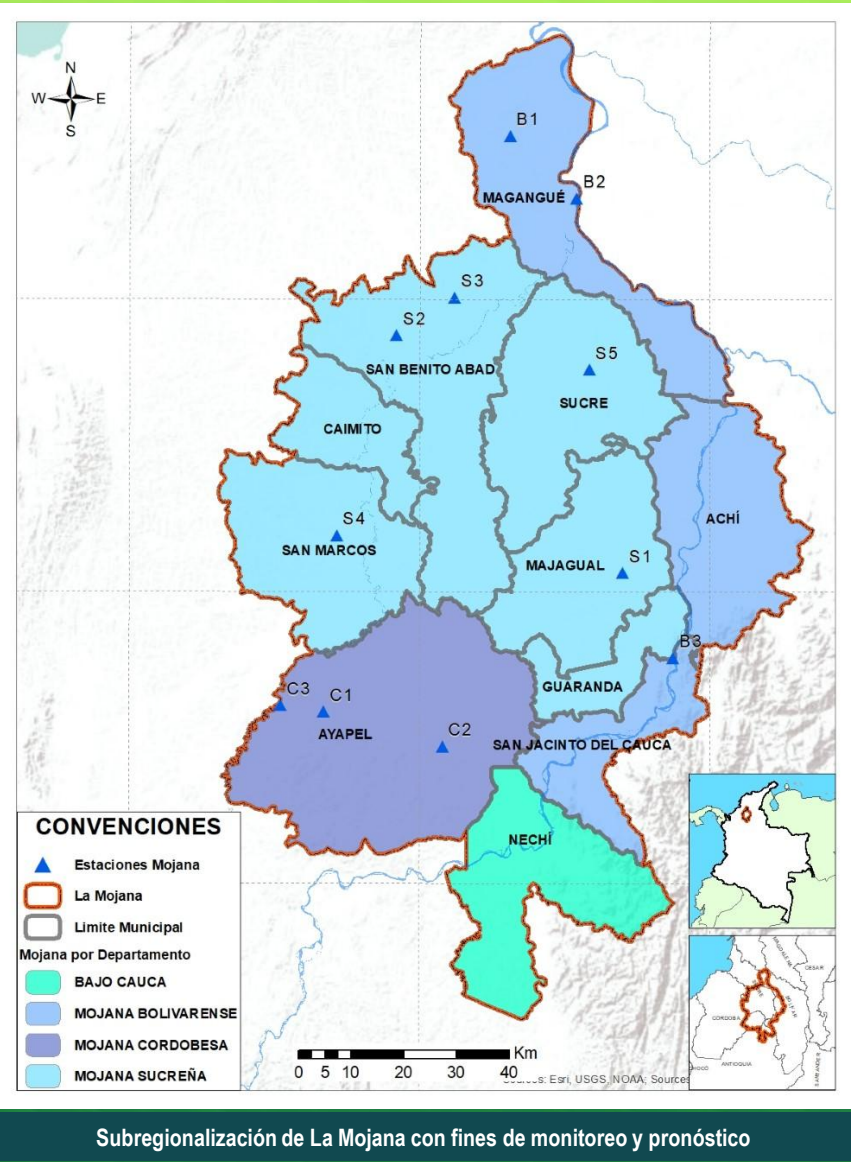 N
W E
S
B1
B2
MAGANGUÉ
S3
S2
SAN BENITO ABAD
S5
SUCRE
CAIMITO
S4
SAN MARCOS
ACHÍ
MAJAGUAL
S1
B3
GUARANDA
C3
C1
AYAPEL
C2
SAN JACINTO DEL CAUCA
NECHÍ
CONVENCIONES
Estaciones Mojana
La Mojana
Limite Municipal
Mojana por Departamento
BAJO CAUCA
MOJANA BOLIVARENSE
MOJANA CORDOBESA
MOJANA SUCREÑA
Km
0 5 10 20 30 40
Esri, USGS, NOAA; Sources
MAGDALENA
CESAR
BOLIVAR
CORDOBA
ANTIOQUIA
SANTANDER
Subregionalización de La Mojana con fines de monitoreo y pronóstico